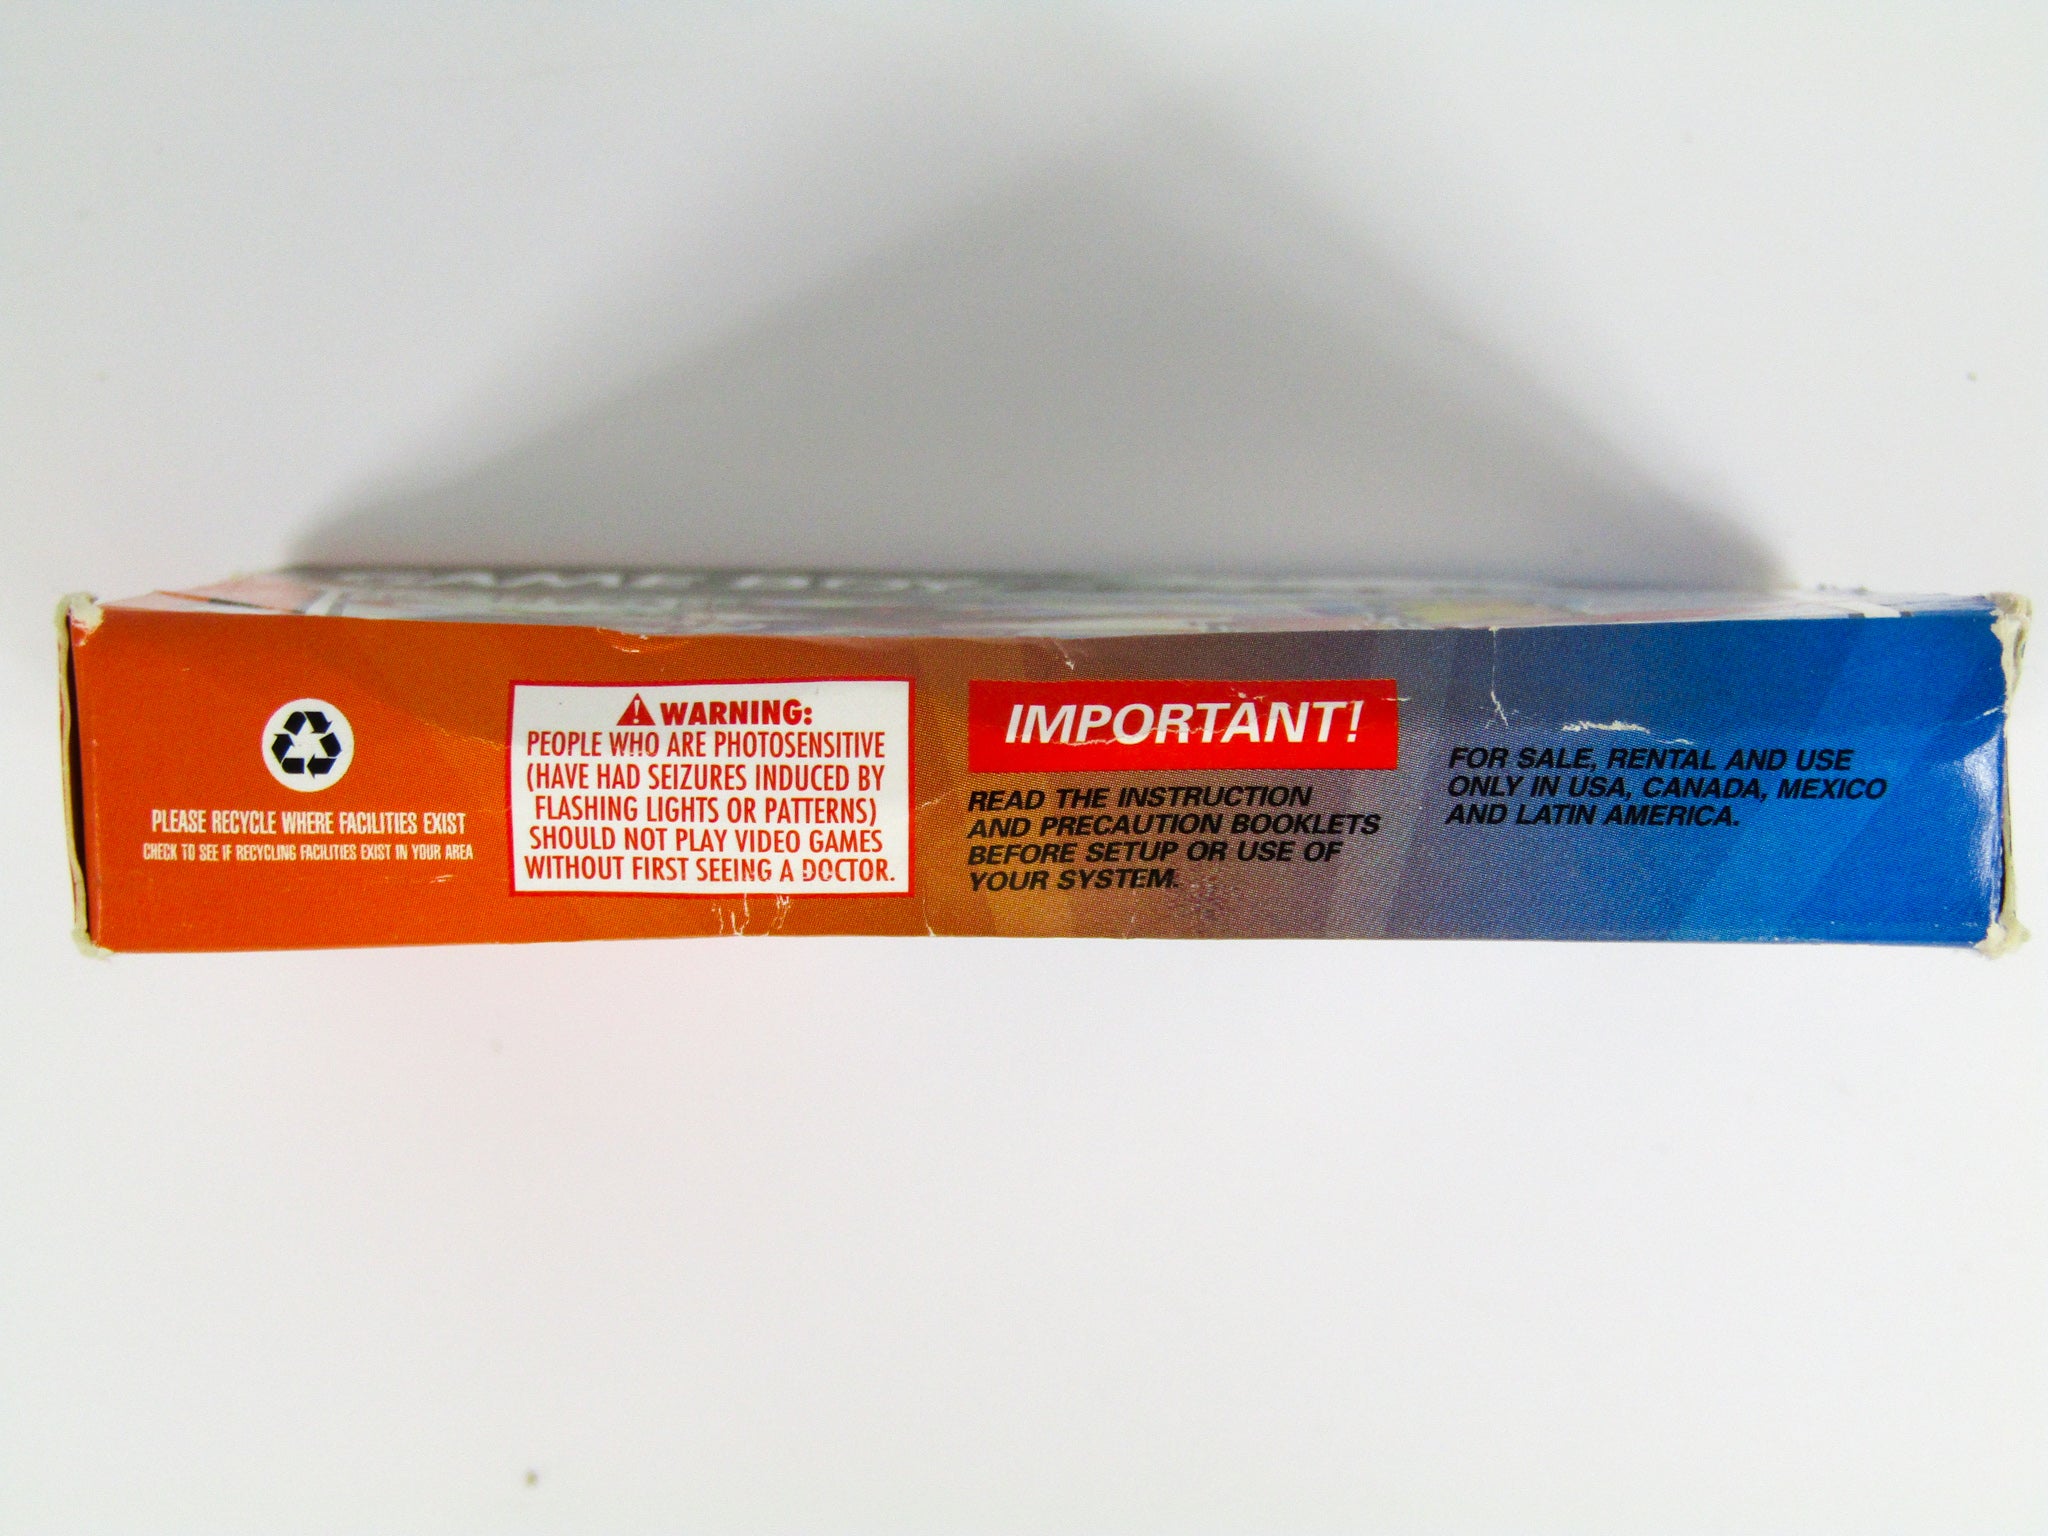 GAME BOY
PLEASE RECYCLE WHERE FACILITIES EXIST
CHECK TO SEE IF RECYCLING FACILITIES EXIST IN YOUR AREA
WARNING:
PEOPLE WHO ARE PHOTOSENSITIVE
(HAVE HAD SEIZURES INDUCED BY
FLASHING LIGHTS OR PATTERNS)
SHOULD NOT PLAY VIDEO GAMES
WITHOUT FIRST SEEING A DOCTOR.
IMPORTANT!
READ THE INSTRUCTION
AND PRECAUTION BOOKLETS
BEFORE SETUP OR USE OF
YOUR SYSTEM.
FOR SALE, RENTAL AND USE
ONLY IN USA, CANADA, MEXICO
AND LATIN AMERICA.